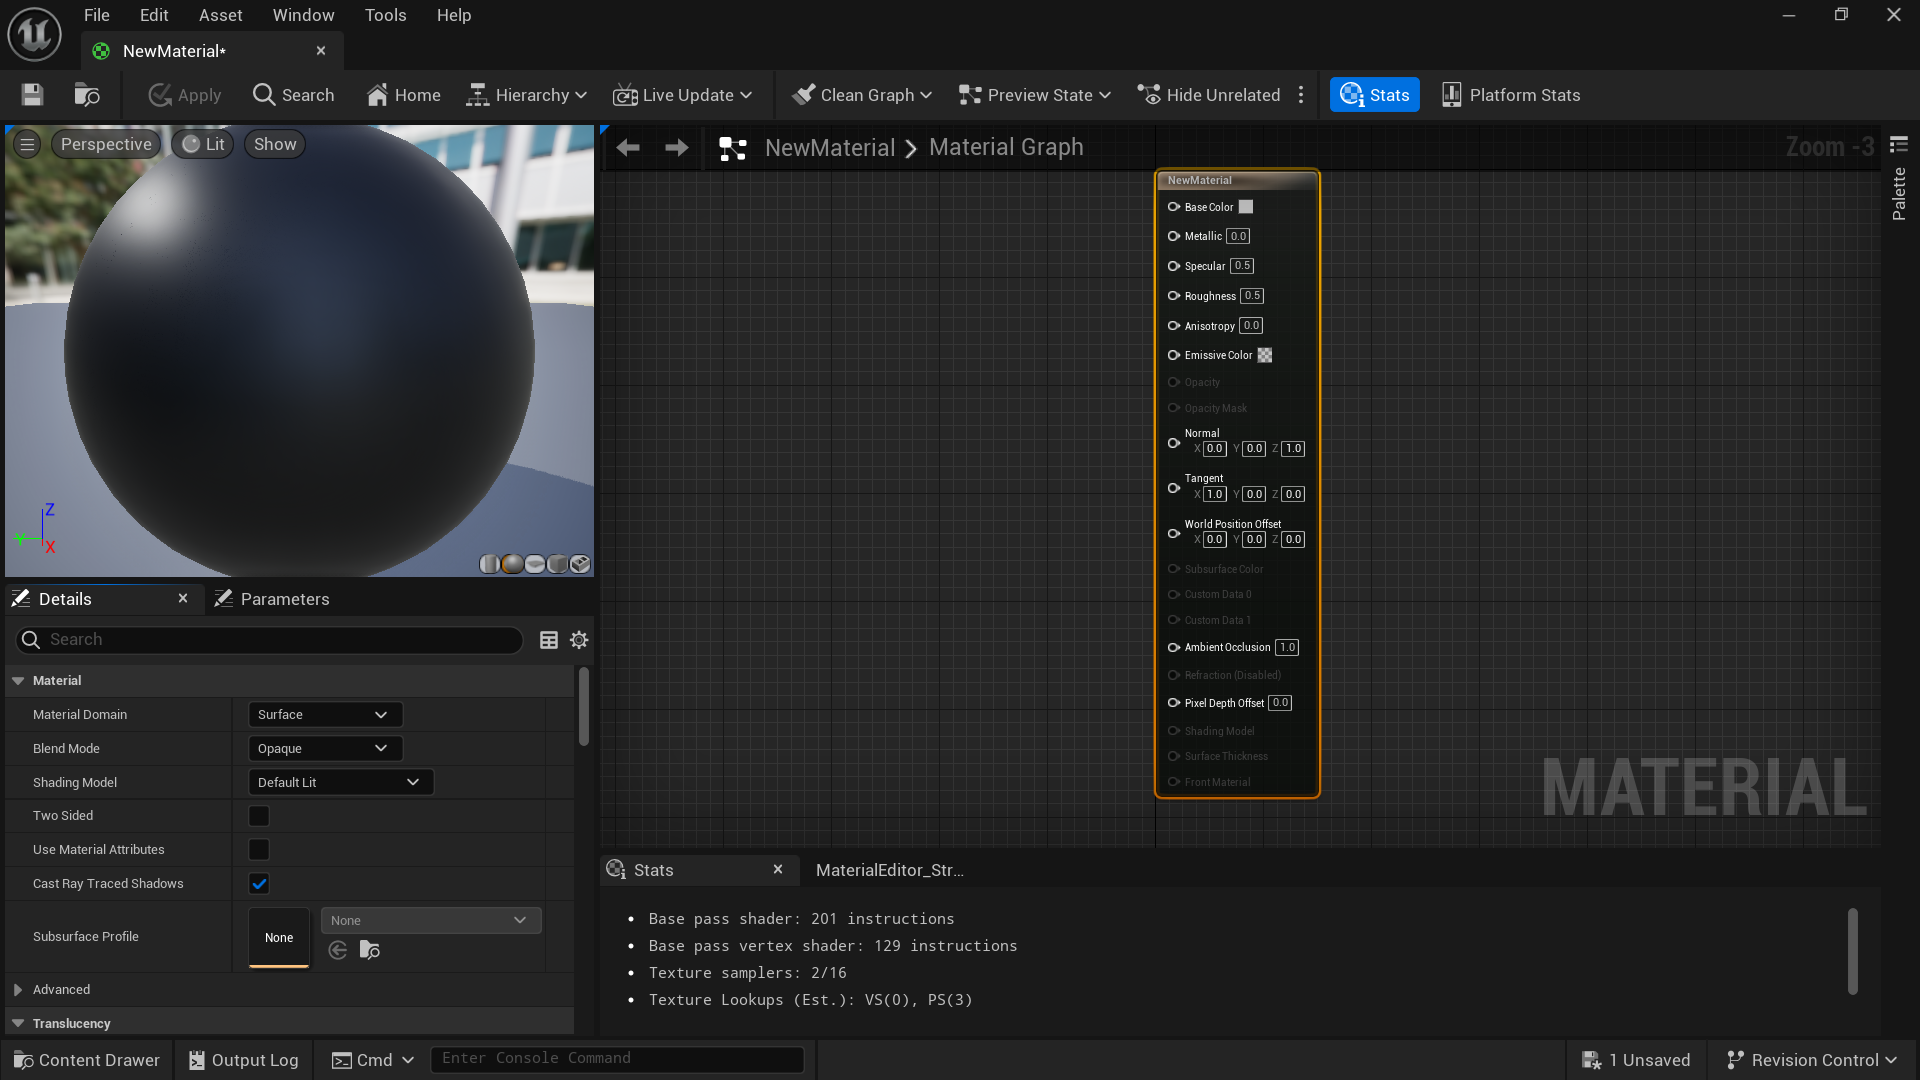 File Edit Asset Window Tools Help
NewMaterial*
Apply Search Home Hierarchy Live Update Clean Graph Preview State Hide Unrelated Stats Platform Stats
Perspective Lit Show
Z
Y
X
NewMaterial Material Graph
Zoom -3
Palette
NewMaterial
Base Color
Metallic 0.0
Specular 0.5
Roughness 0.5
Anisotropy 0.0
Emissive Color
Opacity
Opacity Mask
Normal
X 0.0 Y 0.0 Z 1.0
Tangent
X 1.0 Y 0.0 Z 0.0
World Position Offset
X 0.0 Y 0.0 Z 0.0
Subsurface Color
Custom Data 0
Custom Data 1
Ambient Occlusion 1.0
Refraction (Disabled)
Pixel Depth Offset 0.0
Shading Model
Surface Thickness
Front Material
MATERIAL
Details Parameters
Search
Material
Material Domain Surface
Blend Mode Opaque
Shading Model Default Lit
Two Sided
Use Material Attributes
Cast Ray Traced Shadows
Subsurface Profile None None
Advanced
Translucency
Stats MaterialEditor_Str...
• Base pass shader: 201 instructions
• Base pass vertex shader: 129 instructions
• Texture samplers: 2/16
• Texture Lookups (Est.): VS(0), PS(3)
Content Drawer Output Log Cmd Enter Console Command 1 Unsaved Revision Control